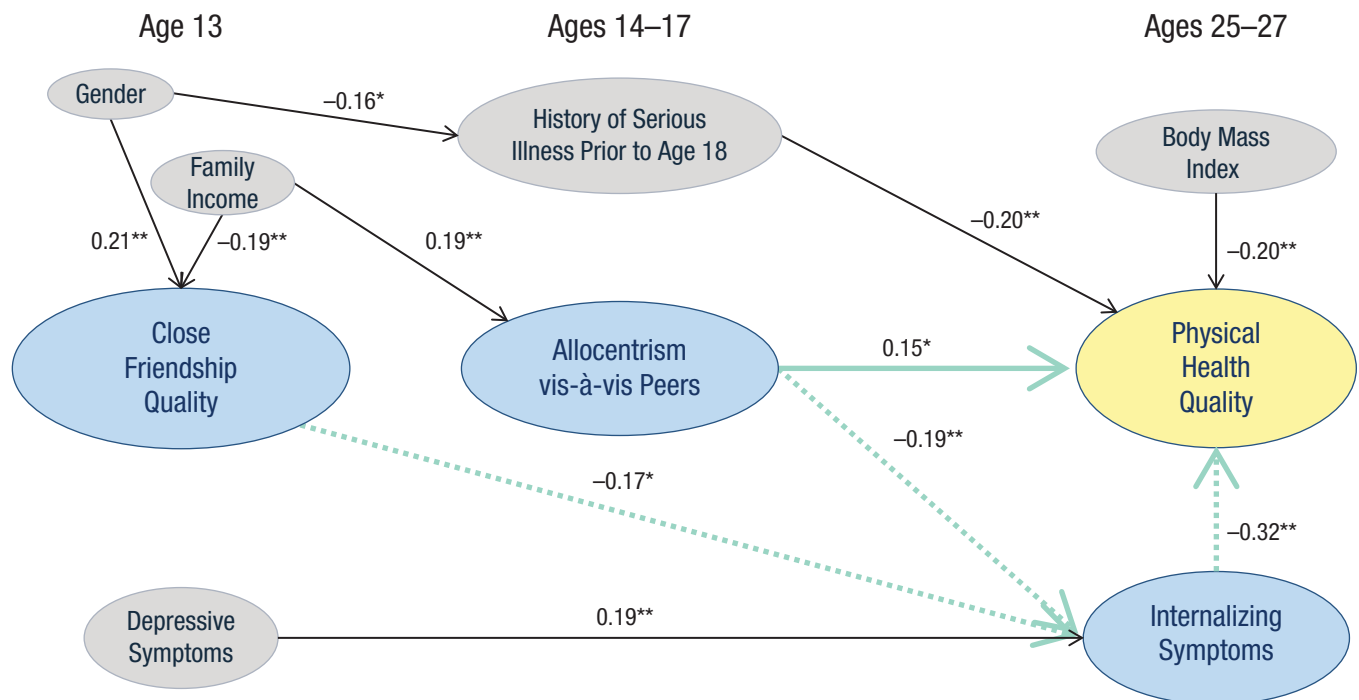 Age 13
Ages 14–17
Ages 25–27
Gender
–0.16*
History of Serious
Illness Prior to Age 18
Body Mass
Index
Family
Income
0.21**
–0.19**
0.19**
–0.20**
–0.20**
Close
Friendship
Quality
Allocentrism
vis-à-vis Peers
0.15*
Physical
Health
Quality
–0.19**
–0.17*
–0.32**
Depressive
Symptoms
0.19**
Internalizing
Symptoms